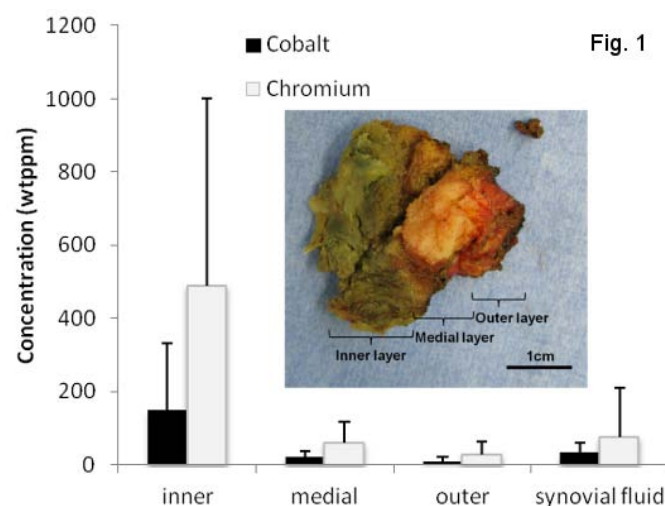 1200
1000
800
600
400
200
0
Concentration (wtppm)
Cobalt
Chromium
Fig. 1
Inner layer
Medial layer
Outer layer
1cm
inner medial outer synovial fluid